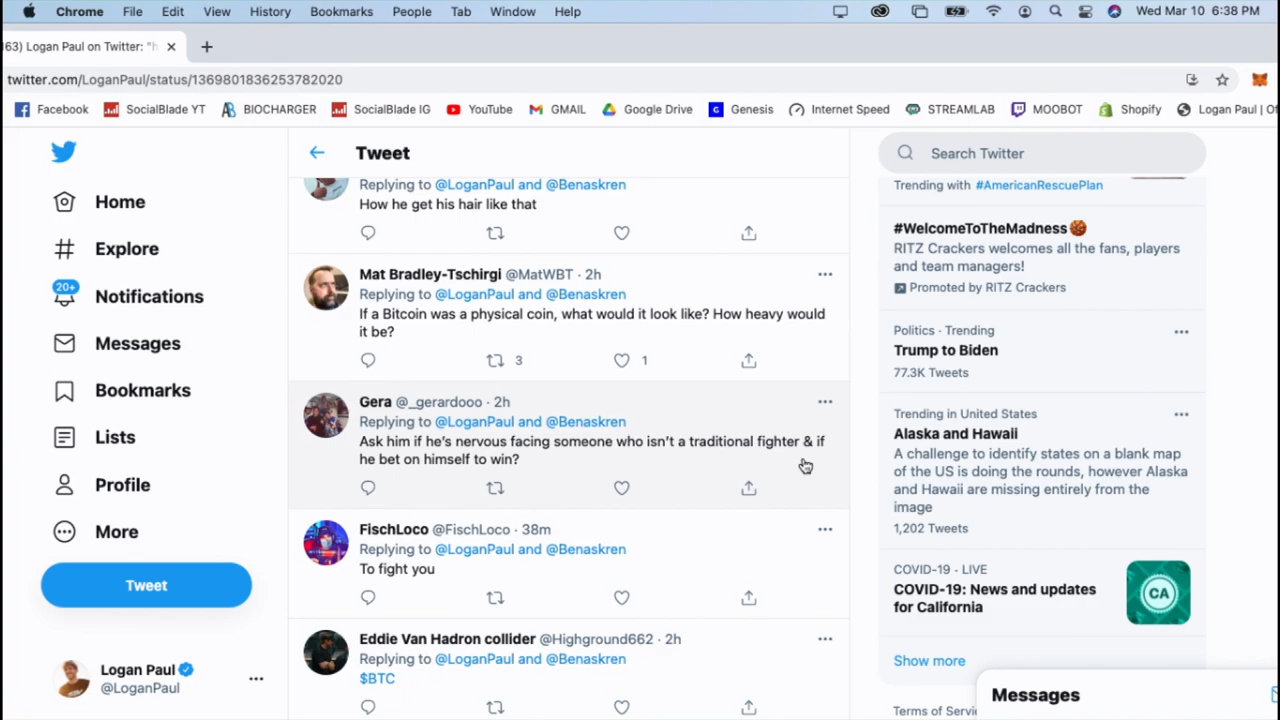 Chrome File Edit View History Bookmarks People Tab Window Help Wed Mar 10 6:38 PM
63) Logan Paul on Twitter: "h
twitter.com/LoganPaul/status/1369801836253782020
Facebook SocialBlade YT BIOCHARGER SocialBlade IG YouTube GMAIL Google Drive Genesis Internet Speed STREAMLAB MOOBOT Shopify Logan Paul | Of
Home
Explore
20+
Notifications
Messages
Bookmarks
Lists
Profile
More
Tweet
Logan Paul
@LoganPaul
Tweet
Replying to @LoganPaul and @Benaskren
How he get his hair like that
Mat Bradley-Tschirgi @MatWBT · 2h
Replying to @LoganPaul and @Benaskren
If a Bitcoin was a physical coin, what would it look like? How heavy would
it be?
3 1
Gera @_gerardooo · 2h
Replying to @LoganPaul and @Benaskren
Ask him if he's nervous facing someone who isn't a traditional fighter & if
he bet on himself to win?
FischLoco @FischLoco · 38m
Replying to @LoganPaul and @Benaskren
To fight you
Eddie Van Hadron collider @Highground662 · 2h
Replying to @LoganPaul and @Benaskren
$BTC
Search Twitter
Trending with #AmericanRescuePlan
#WelcomeToTheMadness
RITZ Crackers welcomes all the fans, players
and team managers!
Promoted by RITZ Crackers
Politics · Trending
Trump to Biden
77.3K Tweets
Trending in United States
Alaska and Hawaii
A challenge to identify states on a blank map
of the US is doing the rounds, however Alaska
and Hawaii are missing entirely from the
image
1,202 Tweets
COVID-19 · LIVE
COVID-19: News and updates
for California
CA
Show more
Terms of Servi
Messages